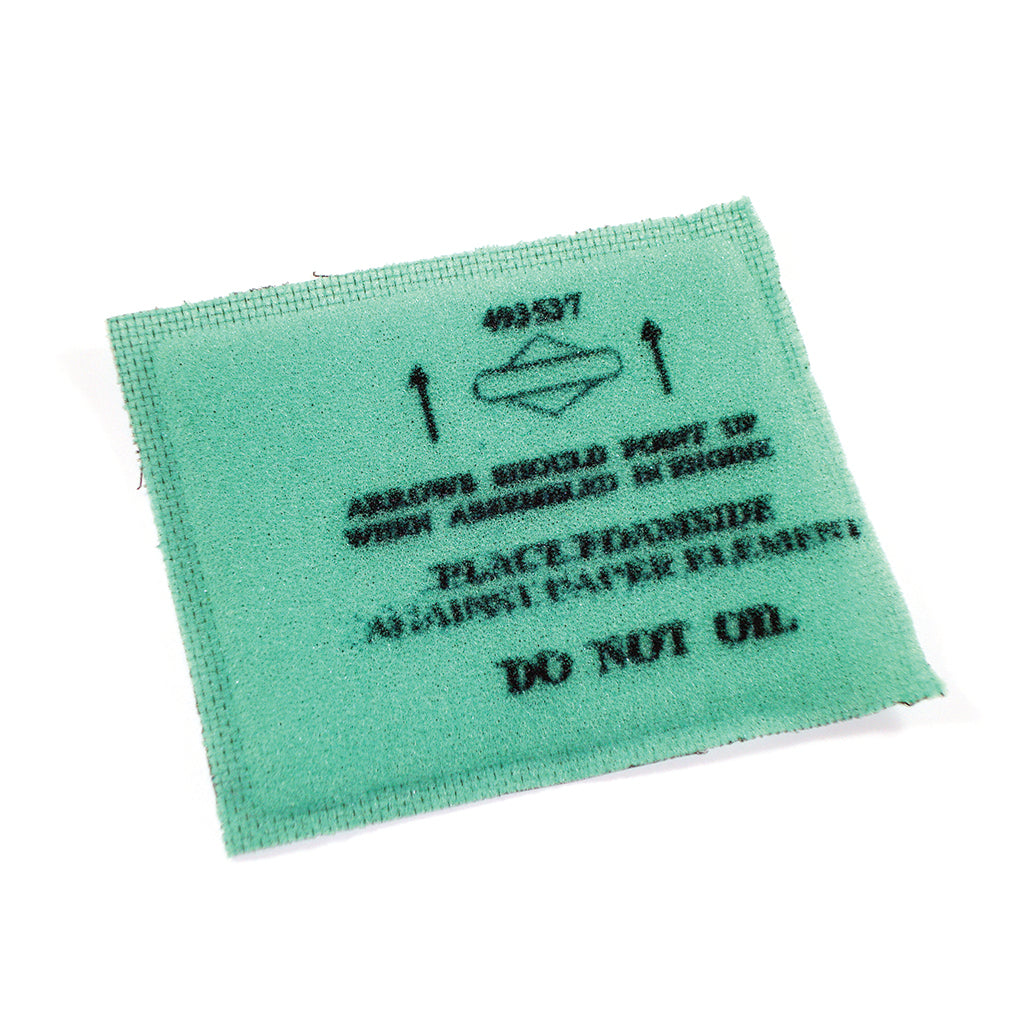 493537
ARROWS SHOULD POINT UP
WHEN ASSEMBLED IN ENGINE
PLACE FOAM SIDE
AGAINST PAPER ELEMENT
DO NOT OIL.